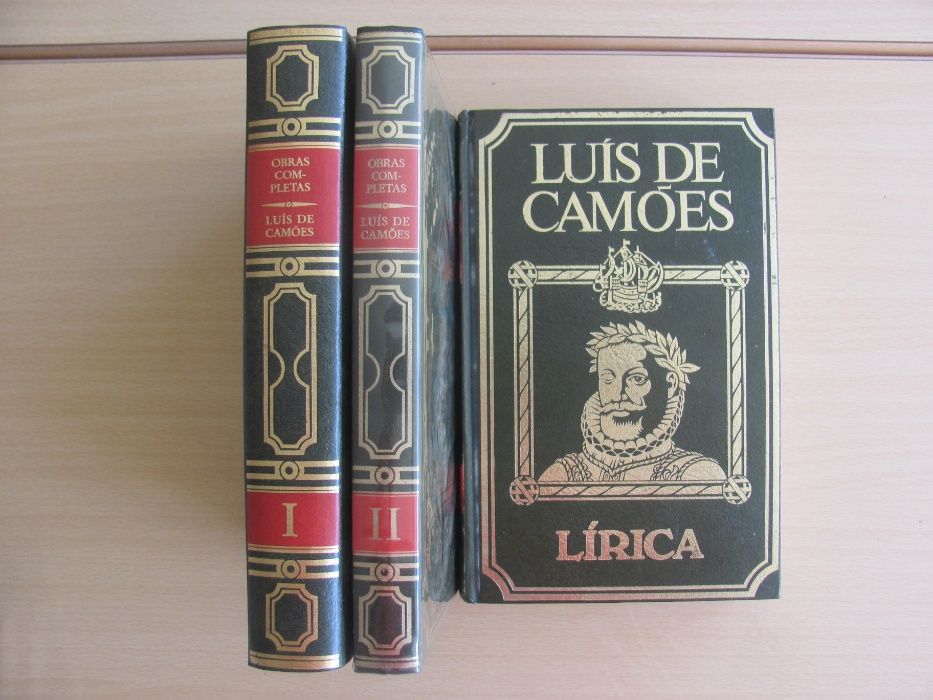 OBRAS
COM-
PLETAS
LUÍS DE
CAMÕES
I
OBRAS
COM-
PLETAS
LUÍS DE
CAMÕES
II
LUÍS DE
CAMÕES
LÍRICA